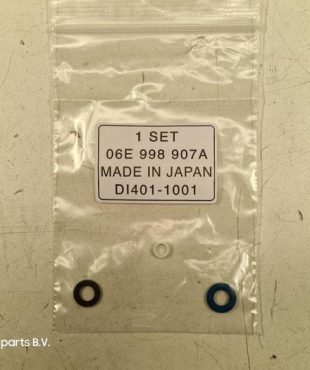 1 SET
06E 998 907A
MADE IN JAPAN
DI401-1001
parts B.V.